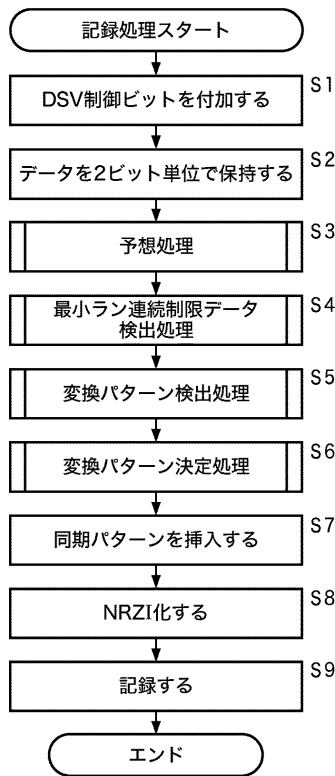 記録処理スタート
S1
DSV制御ビットを付加する
S2
データを2ビット単位で保持する
S3
予想処理
S4
最小ラン連続制限データ
検出処理
S5
変換パターン検出処理
S6
変換パターン決定処理
S7
同期パターンを挿入する
S8
NRZI化する
S9
記録する
エンド